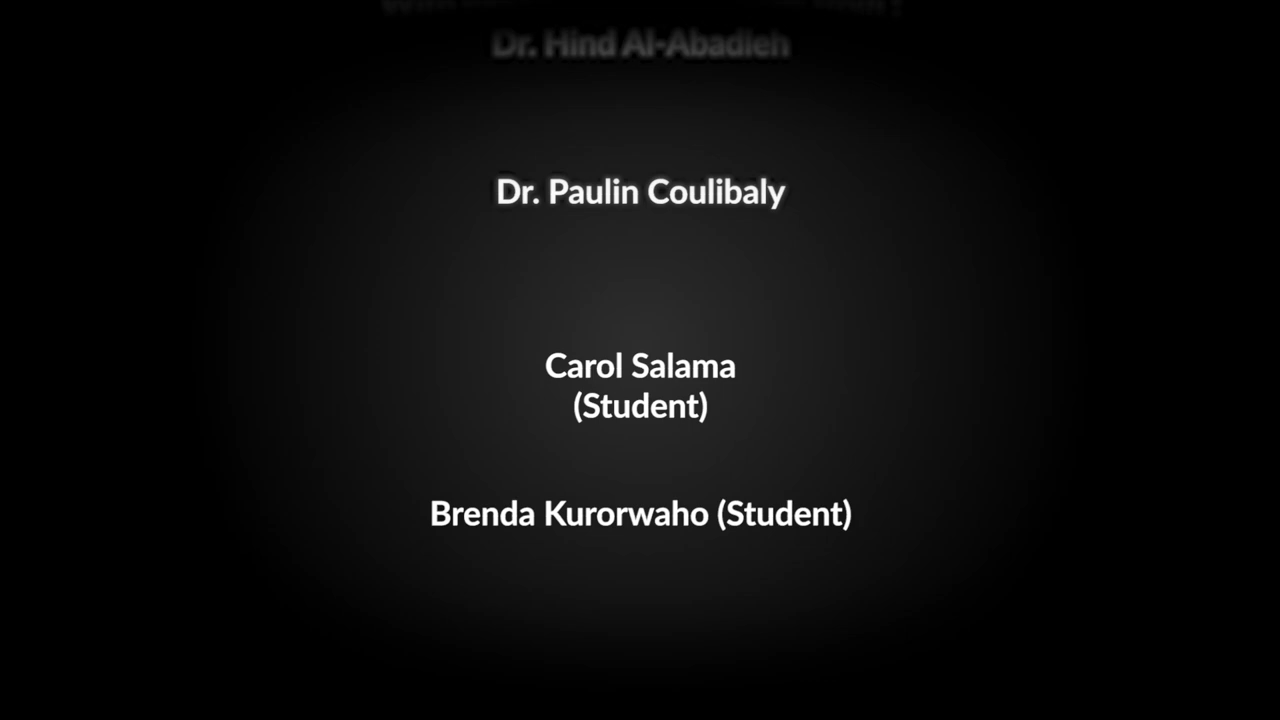 Dr. Hind Al-Abadleh
Dr. Paulin Coulibaly
Carol Salama
(Student)
Brenda Kurorwaho (Student)